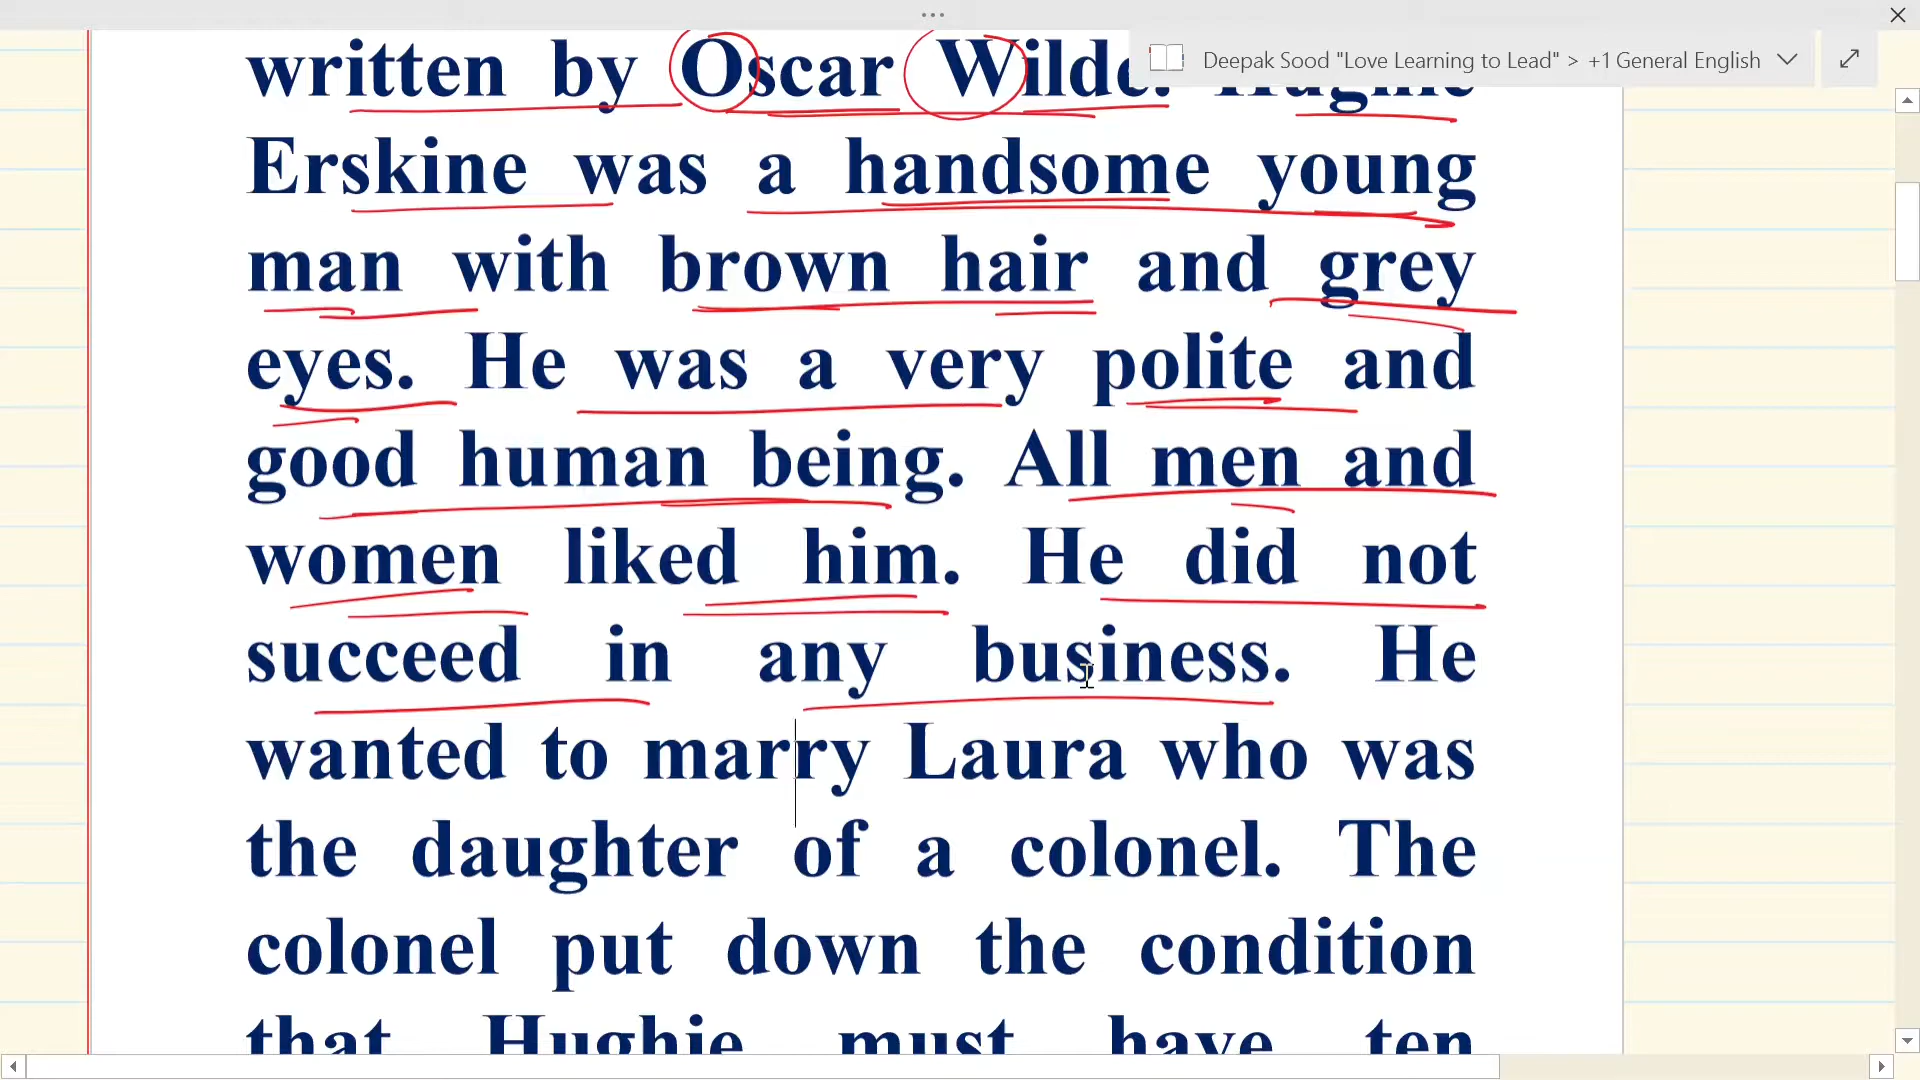 Deepak Sood "Love Learning to Lead" > +1 General English
written by Oscar Wilde. Hughie
Erskine was a handsome young
man with brown hair and grey
eyes. He was a very polite and
good human being. All men and
women liked him. He did not
succeed in any business. He
wanted to marry Laura who was
the daughter of a colonel. The
colonel put down the condition
that Hughie must have ten